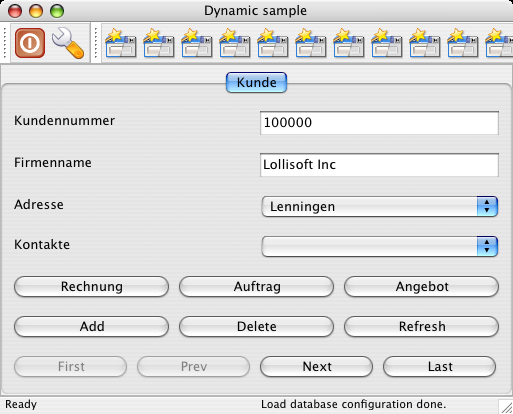 Dynamic sample
Kunde
Kundennummer 100000
Firmenname Lollisoft Inc
Adresse Lenningen
Kontakte
Rechnung Auftrag Angebot
Add Delete Refresh
First Prev Next Last
Ready Load database configuration done.